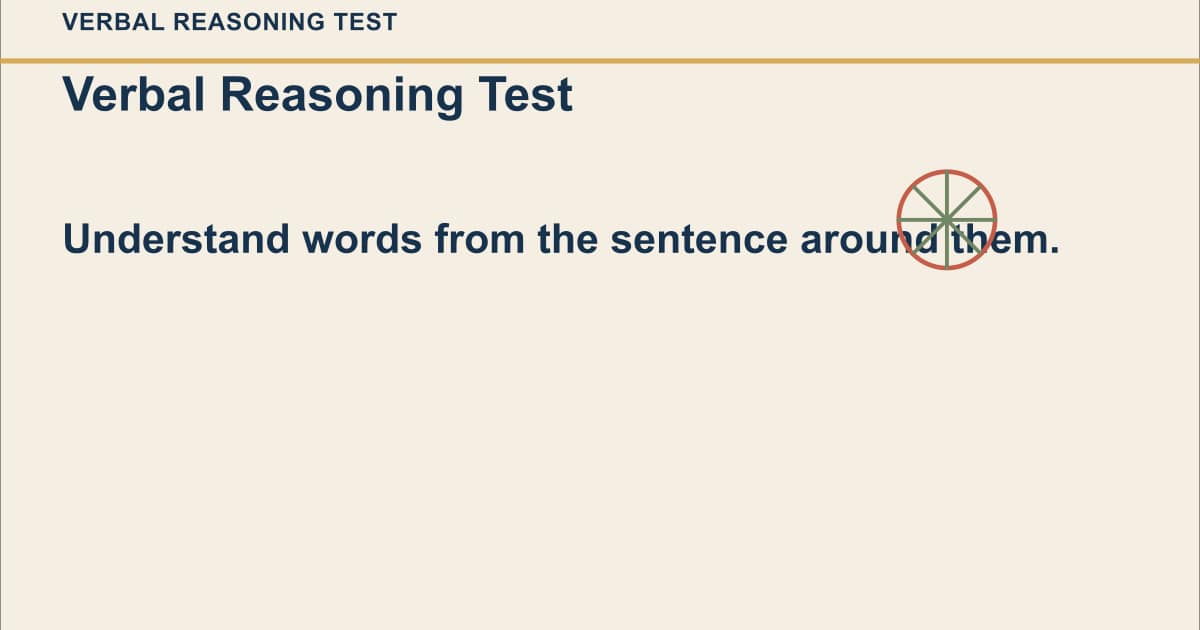 VERBAL REASONING TEST
Verbal Reasoning Test
Understand words from the sentence around them.